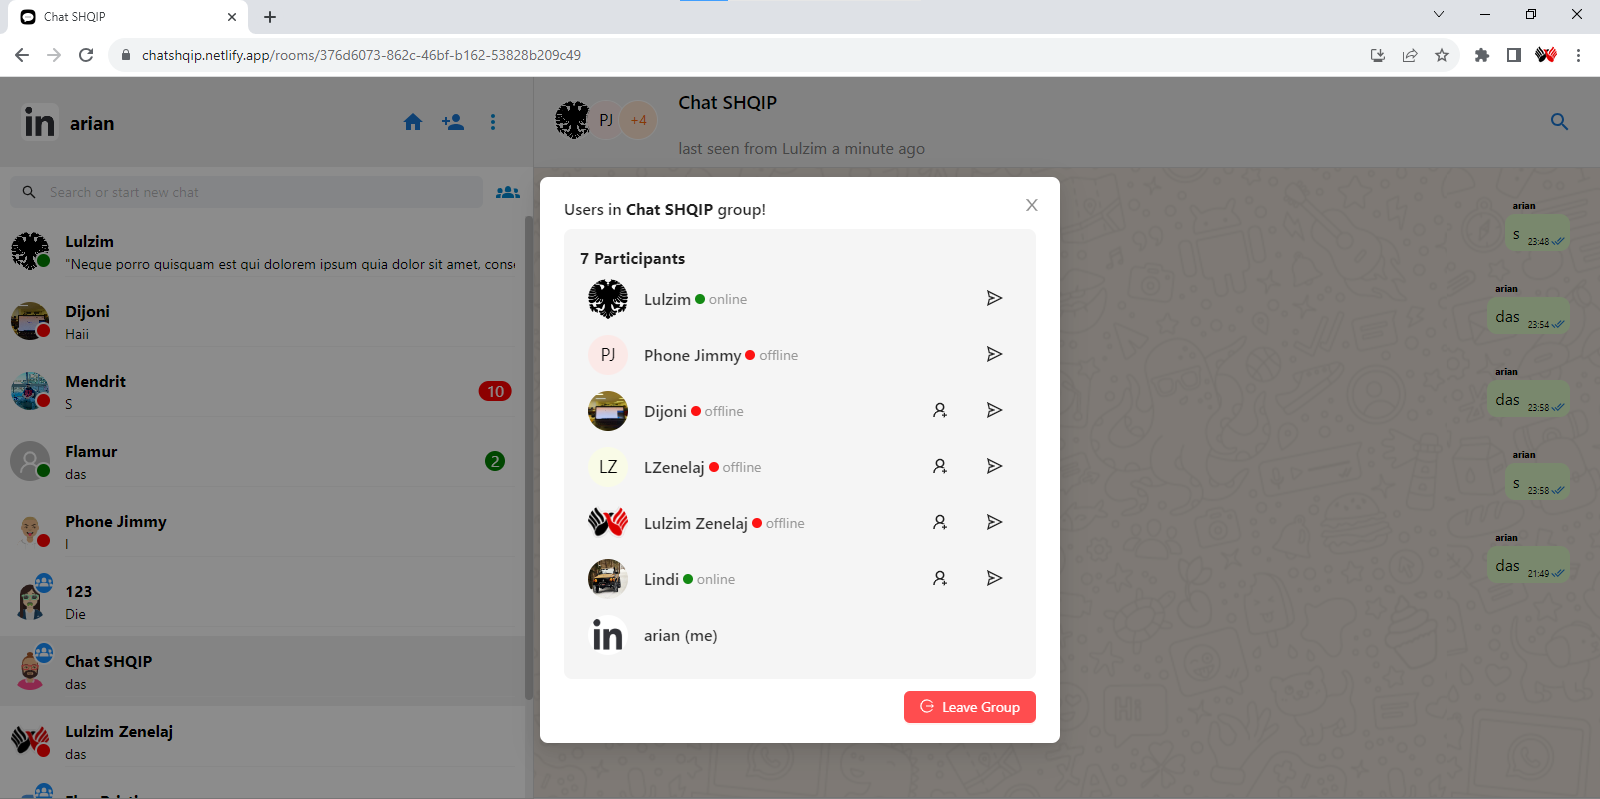 Chat SHQIP
chatshqip.netlify.app/rooms/376d6073-862c-46bf-b162-53828b209c49
in arian
Search or start new chat
Lulzim
"Neque porro quisquam est qui dolorem ipsum quia dolor sit amet, conse
Dijoni
Haii
Mendrit
S
10
Flamur
das
2
Phone Jimmy
I
123
Die
Chat SHQIP
das
Lulzim Zenelaj
das
PJ
+4
Chat SHQIP
last seen from Lulzim a minute ago
Users in Chat SHQIP group!
7 Participants
Lulzim online
PJ Phone Jimmy offline
Dijoni offline
LZ LZenelaj offline
Lulzim Zenelaj offline
Lindi online
in arian (me)
Leave Group
arian
s 23:48
arian
das 23:54
arian
das 23:58
arian
s 23:58
arian
das 21:49
Hi